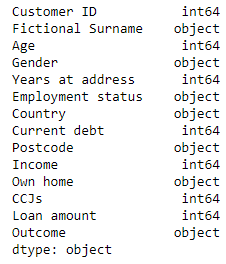 Customer ID int64
Fictional Surname object
Age int64
Gender object
Years at address int64
Employment status object
Country object
Current debt int64
Postcode object
Income int64
Own home object
CCJs int64
Loan amount int64
Outcome object
dtype: object